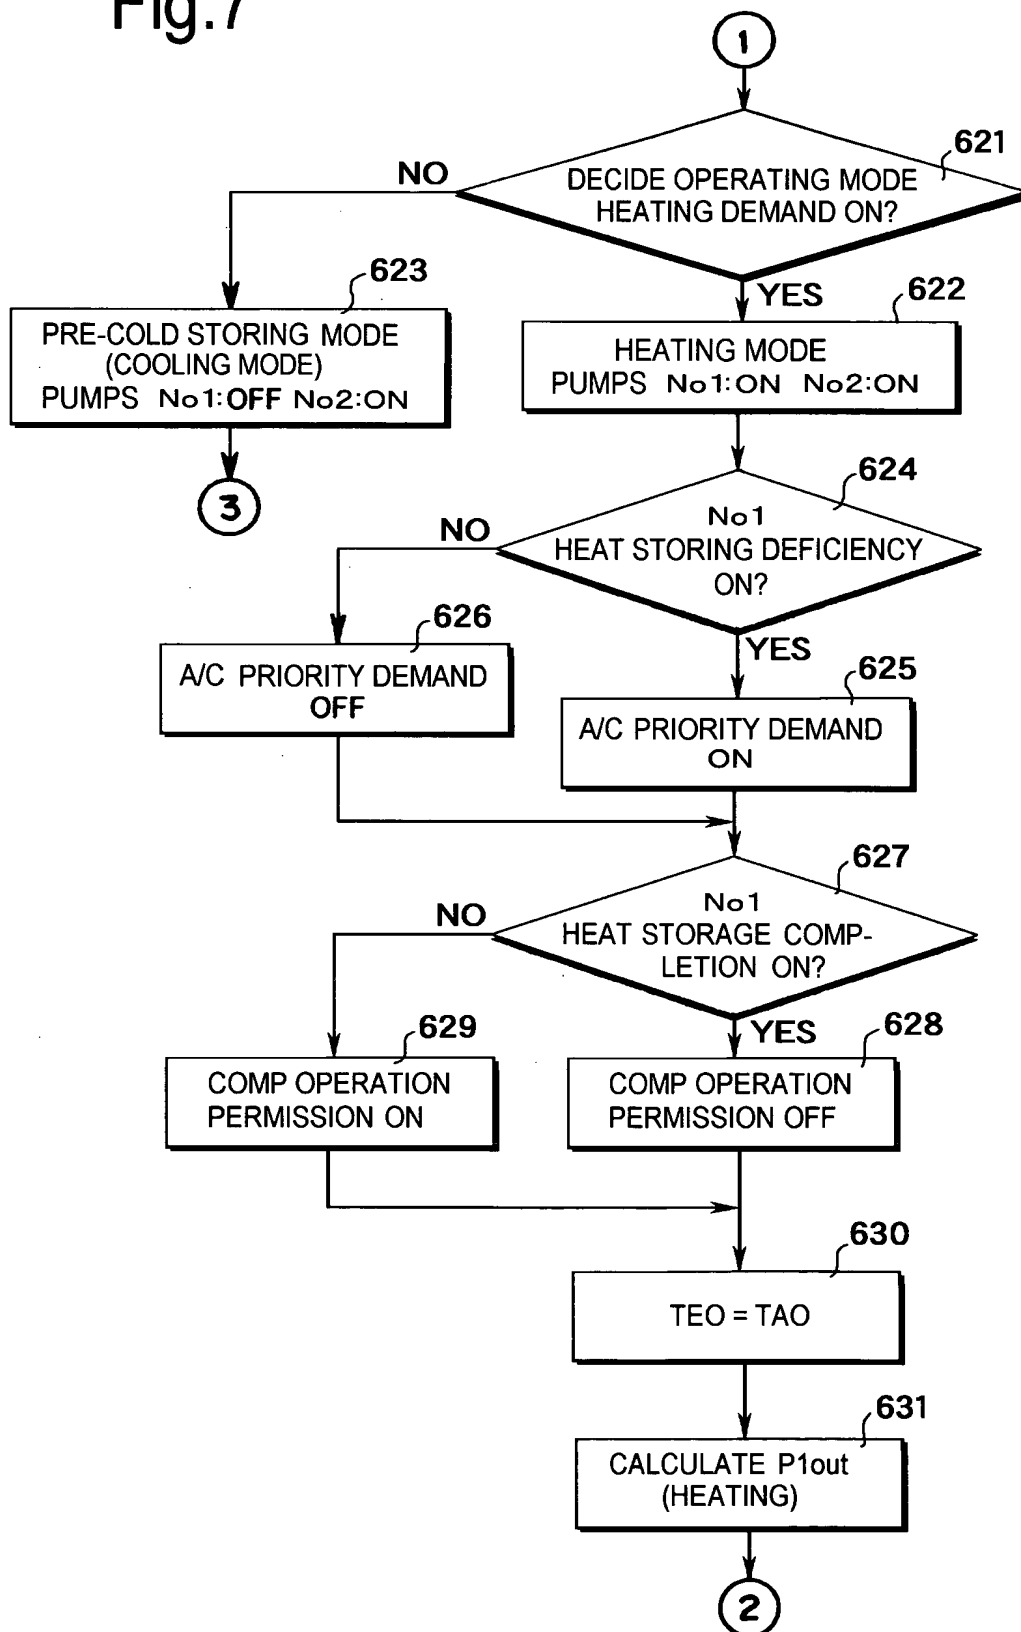 Fig.7
1
621
DECIDE OPERATING MODE
HEATING DEMAND ON?
NO
YES
623
PRE-COLD STORING MODE
(COOLING MODE)
PUMPS No1:OFF No2:ON
3
622
HEATING MODE
PUMPS No1:ON No2:ON
624
No1
HEAT STORING DEFICIENCY
ON?
NO
YES
626
A/C PRIORITY DEMAND
OFF
625
A/C PRIORITY DEMAND
ON
627
No1
HEAT STORAGE COMP-
LETION ON?
NO
YES
629
COMP OPERATION
PERMISSION ON
628
COMP OPERATION
PERMISSION OFF
630
TEO = TAO
631
CALCULATE P1out
(HEATING)
2